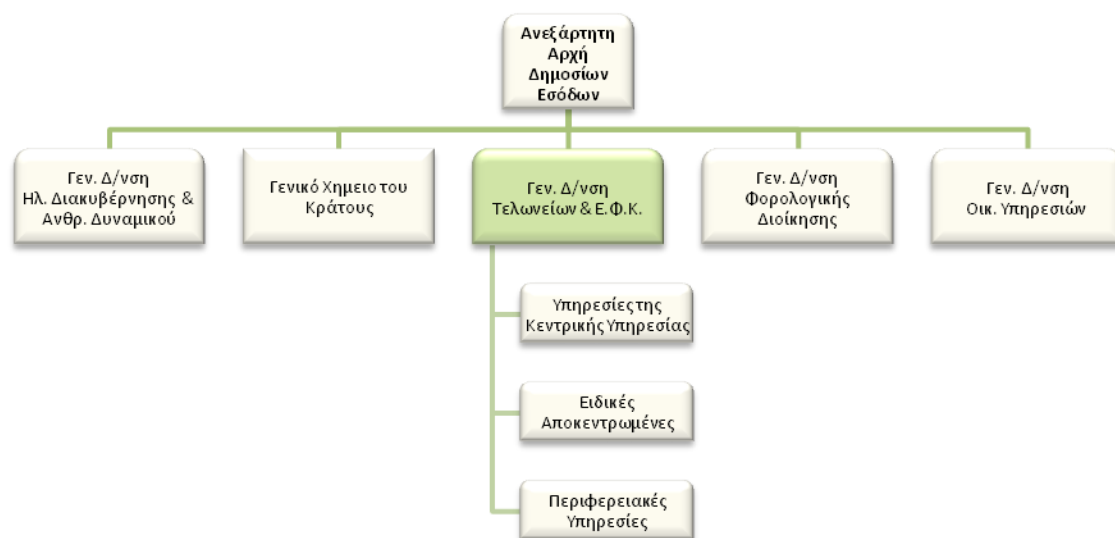 Ανεξάρτητη
Αρχή
Δημοσίων
Εσόδων
Γεν. Δ/νση
Ηλ. Διακυβέρνησης &
Ανθρ. Δυναμικού
Γενικό Χημειο του
Κράτους
Γεν. Δ/νση
Τελωνείων & Ε.Φ.Κ.
Γεν. Δ/νση
Φορολογικής
Διοίκησης
Γεν. Δ/νση
Οικ. Υπηρεσιών
Υπηρεσίες της
Κεντρικής Υπηρεσίας
Ειδικές
Αποκεντρωμένες
Περιφερειακές
Υπηρεσίες